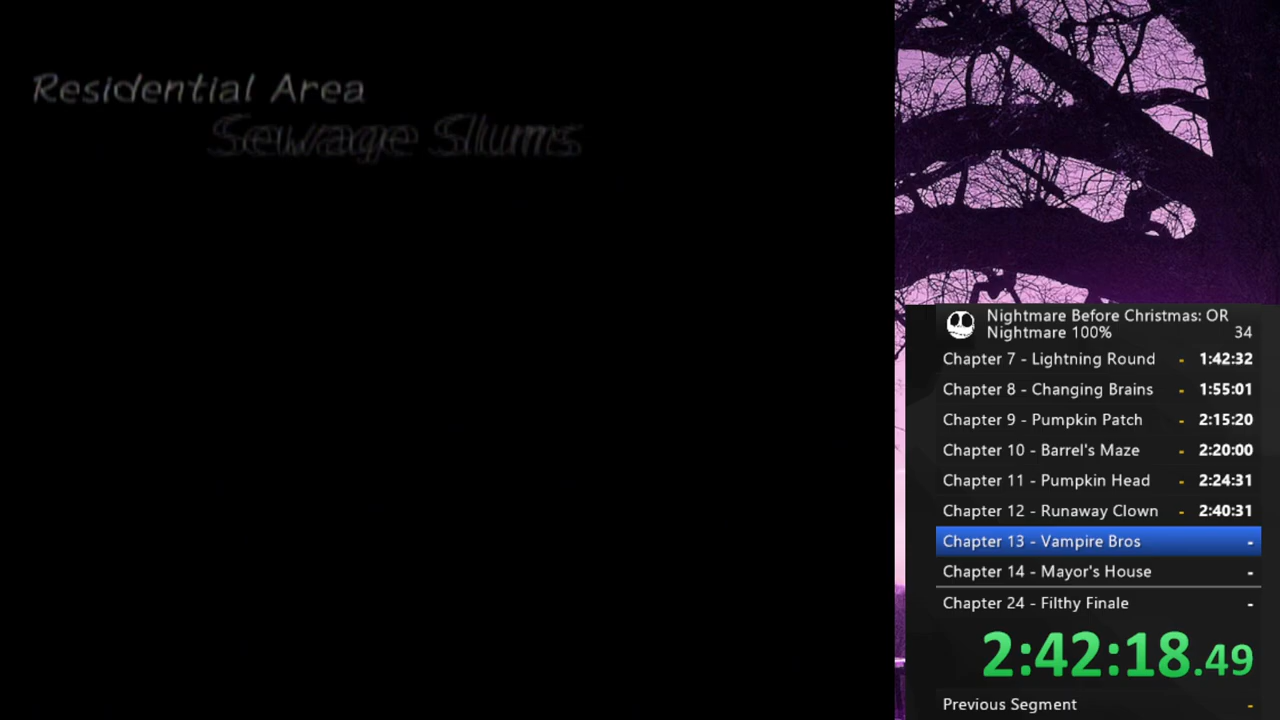 Residential Area
Sewage Slums
Nightmare Before Christmas: OR
Nightmare 100% 34
Chapter 7 - Lightning Round - 1:42:32
Chapter 8 - Changing Brains - 1:55:01
Chapter 9 - Pumpkin Patch - 2:15:20
Chapter 10 - Barrel's Maze - 2:20:00
Chapter 11 - Pumpkin Head - 2:24:31
Chapter 12 - Runaway Clown - 2:40:31
Chapter 13 - Vampire Bros -
Chapter 14 - Mayor's House -
Chapter 24 - Filthy Finale -
2:42:18.49
Previous Segment -